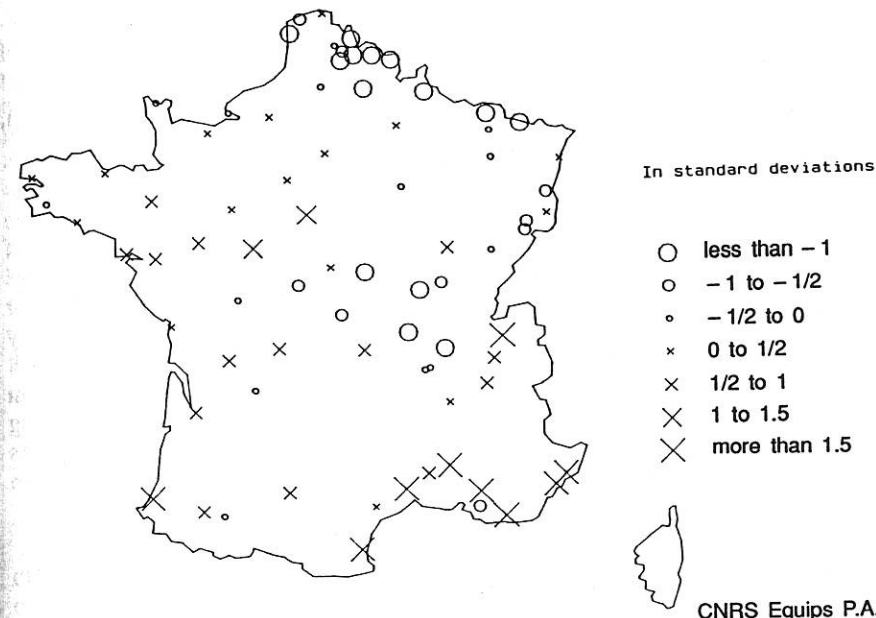 In standard deviations
less than – 1
– 1 to – 1/2
– 1/2 to 0
0 to 1/2
1/2 to 1
1 to 1.5
more than 1.5
CNRS Equips P.A.